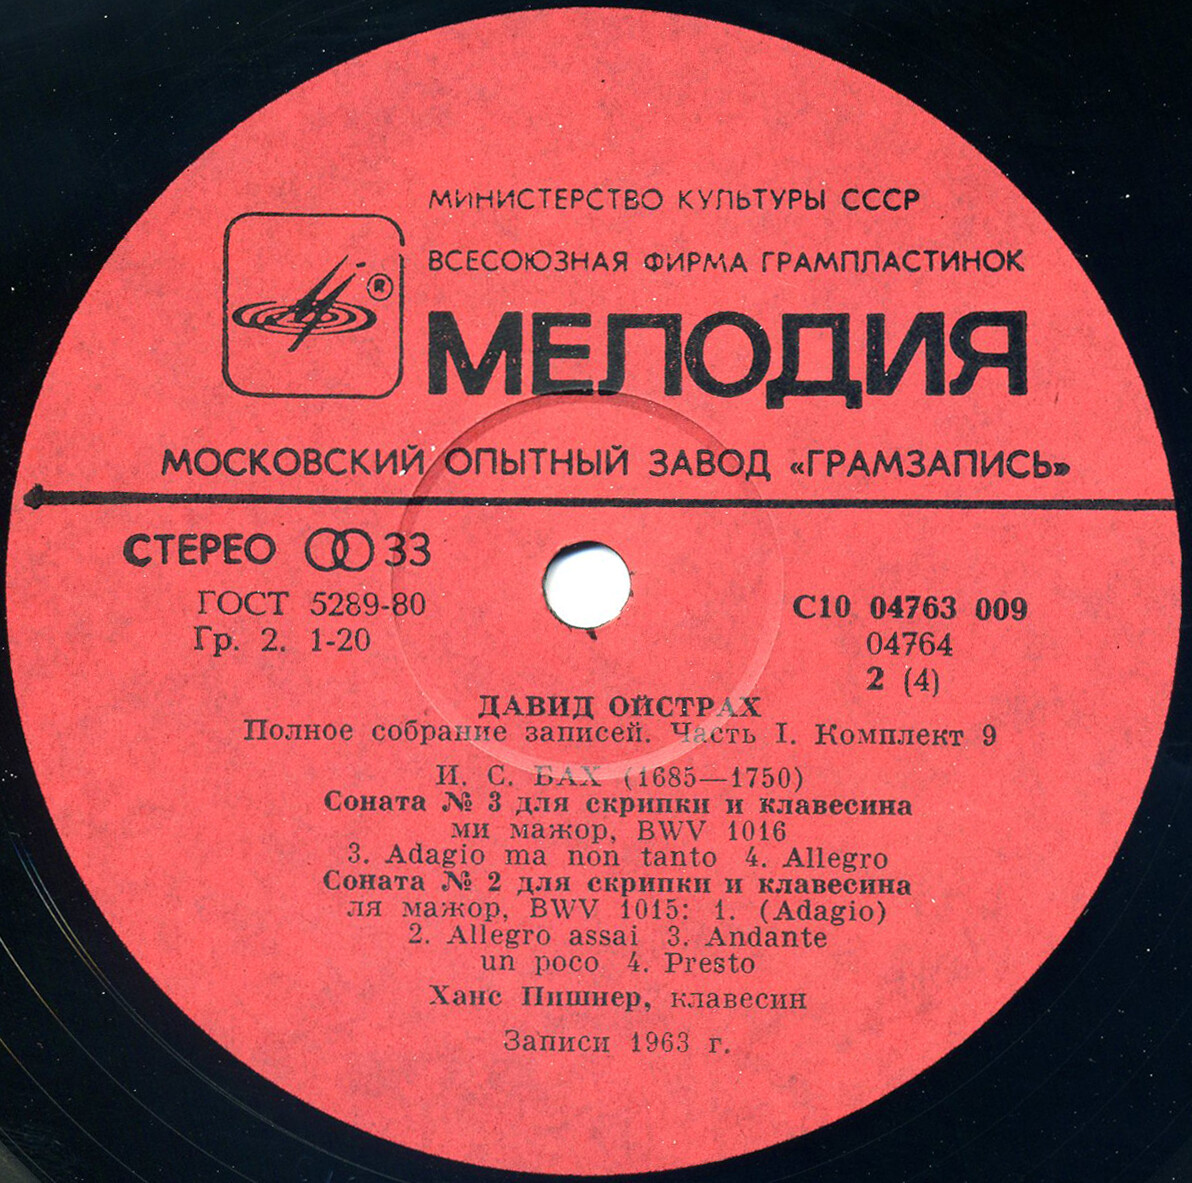 МИНИСТЕРСТВО КУЛЬТУРЫ СССР
ВСЕСОЮЗНАЯ ФИРМА ГРАМПЛАСТИНОК
®
МЕЛОДИЯ
МОСКОВСКИЙ ОПЫТНЫЙ ЗАВОД «ГРАМЗАПИСЬ»
СТЕРЕО 33
ГОСТ 5289-80
Гр. 2. 1-20
С10 04763 009
04764
2 (4)
ДАВИД ОЙСТРАХ
Полное собрание записей. Часть I. Комплект 9
И. С. БАХ (1685—1750)
Соната № 3 для скрипки и клавесина
ми мажор, BWV 1016
3. Adagio ma non tanto 4. Allegro
Соната № 2 для скрипки и клавесина
ля мажор, BWV 1015: 1. (Adagio)
2. Allegro assai 3. Andante
un poco 4. Presto
Ханс Пишнер, клавесин
Записи 1963 г.